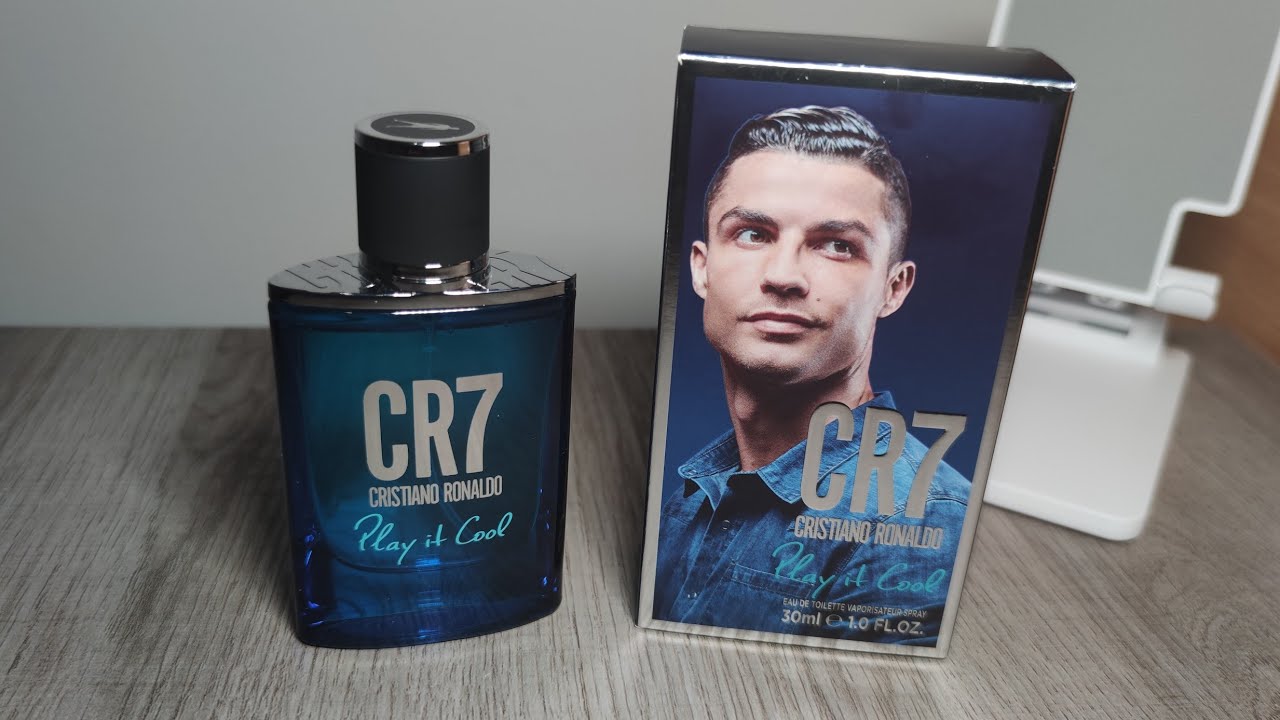 CR7
CRISTIANO RONALDO
Play it Cool
CR7
CRISTIANO RONALDO
Play it Cool
EAU DE TOILETTE VAPORISATEUR SPRAY
30ml ℮ 1.0 FL.OZ.